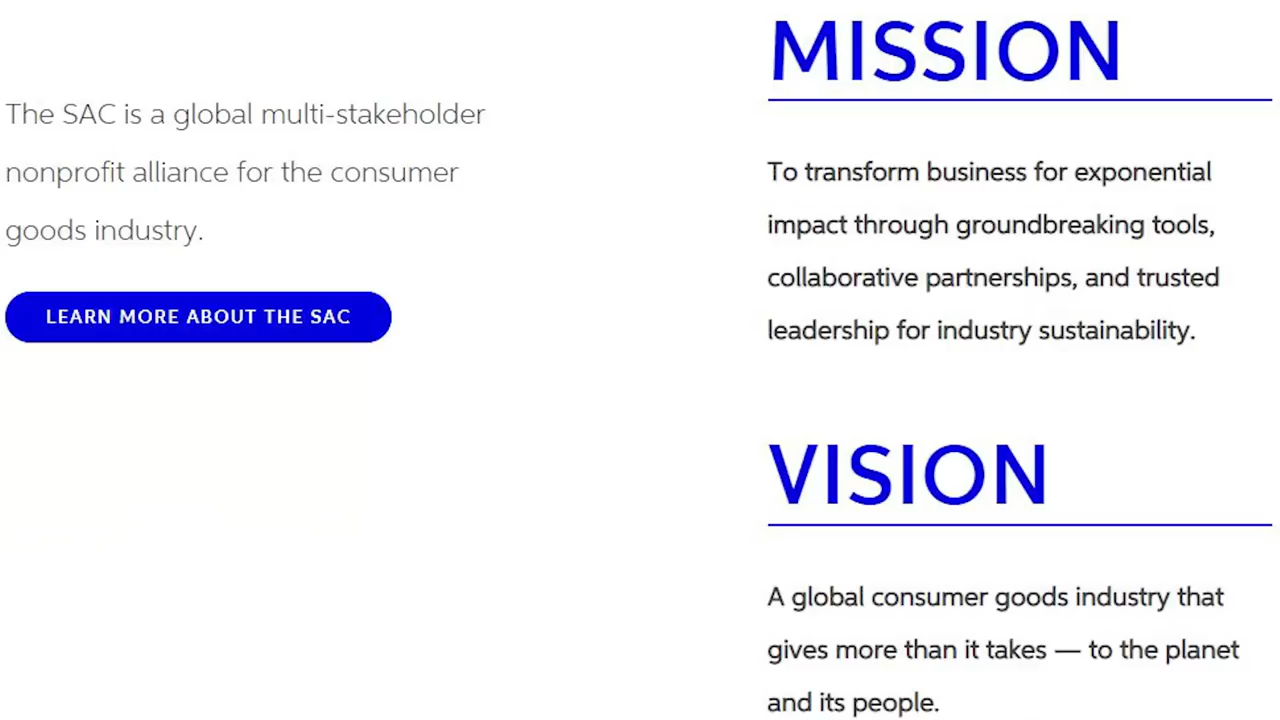 The SAC is a global multi-stakeholder
nonprofit alliance for the consumer
goods industry.
LEARN MORE ABOUT THE SAC
MISSION
To transform business for exponential
impact through groundbreaking tools,
collaborative partnerships, and trusted
leadership for industry sustainability.
VISION
A global consumer goods industry that
gives more than it takes — to the planet
and its people.